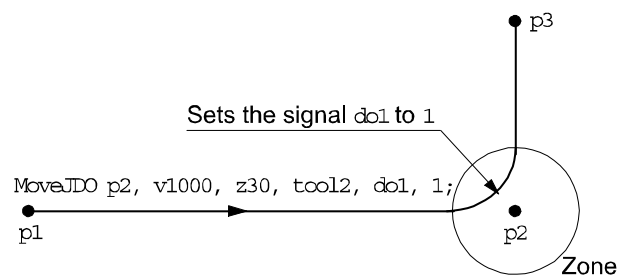 p3
Sets the signal do1 to 1
MoveJDO p2, v1000, z30, tool2, do1, 1;
p1
p2
Zone